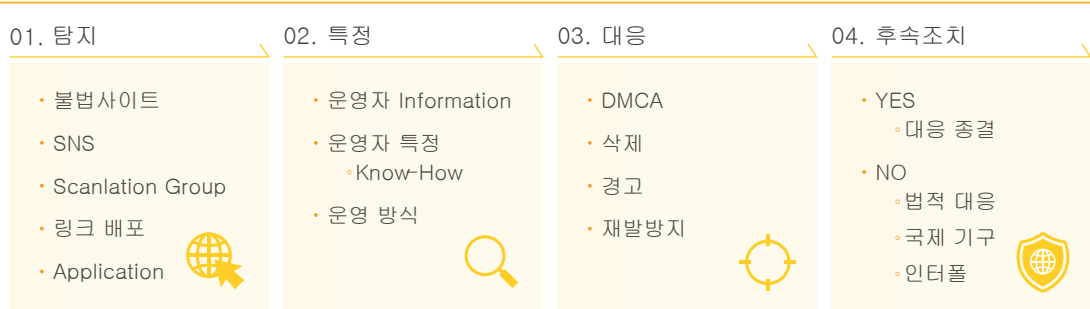 01. 탐지
• 불법사이트
• SNS
• Scanlation Group
• 링크 배포
• Application
02. 특정
• 운영자 Information
• 운영자 특정
◦Know-How
• 운영 방식
03. 대응
• DMCA
• 삭제
• 경고
• 재발방지
04. 후속조치
• YES
◦대응 종결
• NO
◦법적 대응
◦국제 기구
◦인터폴